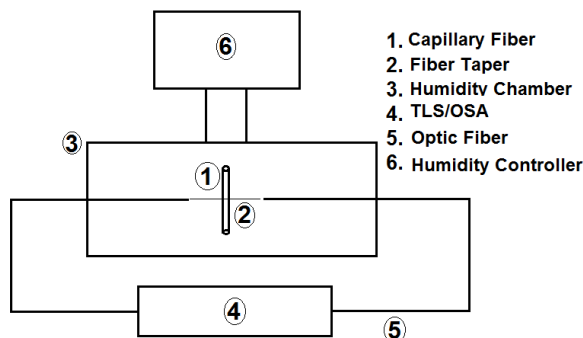 ⑥
1. Capillary Fiber
2. Fiber Taper
3. Humidity Chamber
4. TLS/OSA
5. Optic Fiber
6. Humidity Controller
③
①
②
④
⑤